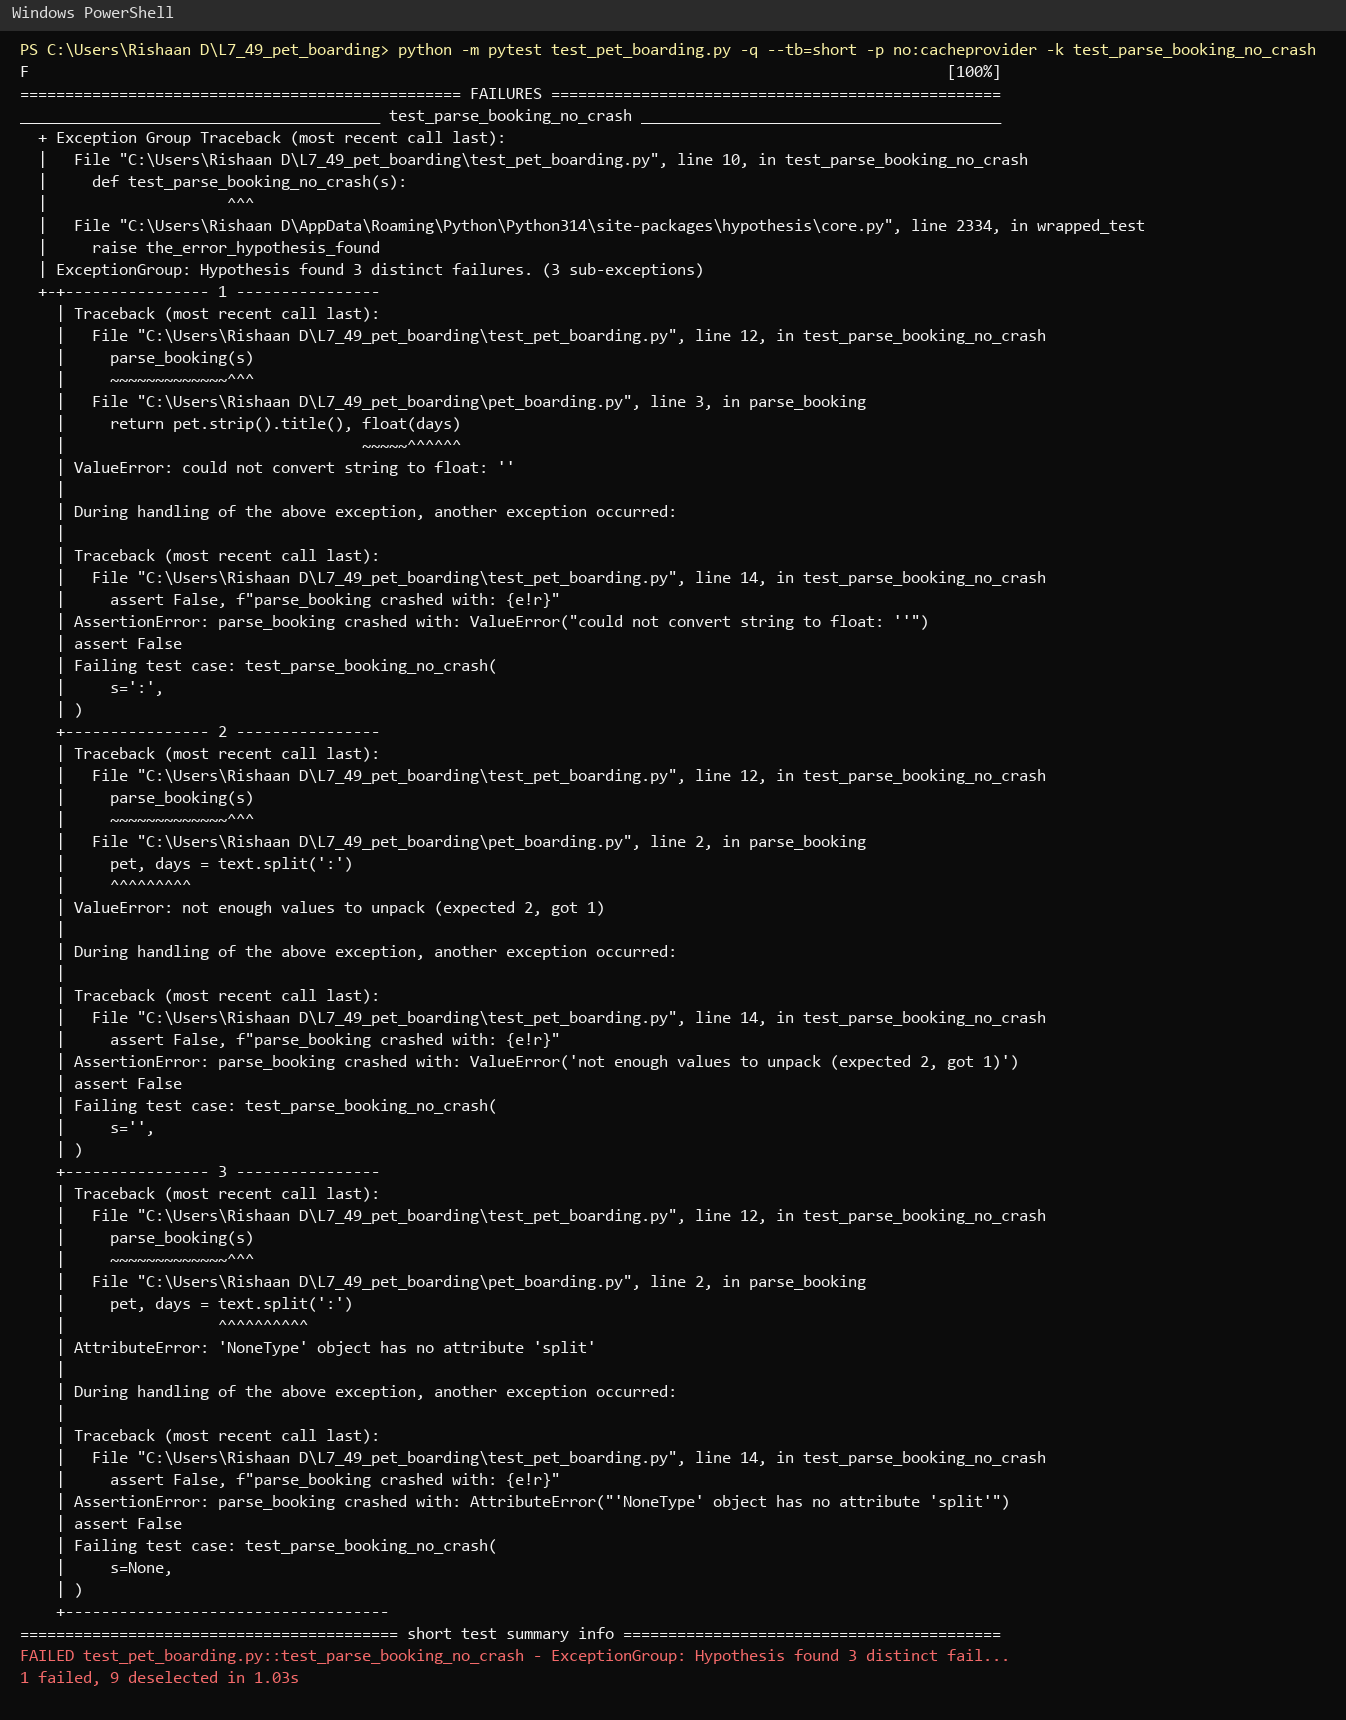 Windows PowerShell
PS C:\Users\Rishaan D\L7_49_pet_boarding> python -m pytest test_pet_boarding.py -q --tb=short -p no:cacheprovider -k test_parse_booking_no_crash
F                                                                                                      [100%]
================================================= FAILURES ==================================================
________________________________________ test_parse_booking_no_crash ________________________________________
  + Exception Group Traceback (most recent call last):
  |   File "C:\Users\Rishaan D\L7_49_pet_boarding\test_pet_boarding.py", line 10, in test_parse_booking_no_crash
  |     def test_parse_booking_no_crash(s):
  |                    ^^^
  |   File "C:\Users\Rishaan D\AppData\Roaming\Python\Python314\site-packages\hypothesis\core.py", line 2334, in wrapped_test
  |     raise the_error_hypothesis_found
  | ExceptionGroup: Hypothesis found 3 distinct failures. (3 sub-exceptions)
  +-+---------------- 1 ----------------
    | Traceback (most recent call last):
    |   File "C:\Users\Rishaan D\L7_49_pet_boarding\test_pet_boarding.py", line 12, in test_parse_booking_no_crash
    |     parse_booking(s)
    |     ~~~~~~~~~~~~~^^^
    |   File "C:\Users\Rishaan D\L7_49_pet_boarding\pet_boarding.py", line 3, in parse_booking
    |     return pet.strip().title(), float(days)
    |                                 ~~~~~^^^^^^
    | ValueError: could not convert string to float: ''
    |
    | During handling of the above exception, another exception occurred:
    |
    | Traceback (most recent call last):
    |   File "C:\Users\Rishaan D\L7_49_pet_boarding\test_pet_boarding.py", line 14, in test_parse_booking_no_crash
    |     assert False, f"parse_booking crashed with: {e!r}"
    | AssertionError: parse_booking crashed with: ValueError("could not convert string to float: ''")
    | assert False
    | Failing test case: test_parse_booking_no_crash(
    |     s=':',
    | )
    +---------------- 2 ----------------
    | Traceback (most recent call last):
    |   File "C:\Users\Rishaan D\L7_49_pet_boarding\test_pet_boarding.py", line 12, in test_parse_booking_no_crash
    |     parse_booking(s)
    |     ~~~~~~~~~~~~~^^^
    |   File "C:\Users\Rishaan D\L7_49_pet_boarding\pet_boarding.py", line 2, in parse_booking
    |     pet, days = text.split(':')
    |     ^^^^^^^^^
    | ValueError: not enough values to unpack (expected 2, got 1)
    |
    | During handling of the above exception, another exception occurred:
    |
    | Traceback (most recent call last):
    |   File "C:\Users\Rishaan D\L7_49_pet_boarding\test_pet_boarding.py", line 14, in test_parse_booking_no_crash
    |     assert False, f"parse_booking crashed with: {e!r}"
    | AssertionError: parse_booking crashed with: ValueError('not enough values to unpack (expected 2, got 1)')
    | assert False
    | Failing test case: test_parse_booking_no_crash(
    |     s='',
    | )
    +---------------- 3 ----------------
    | Traceback (most recent call last):
    |   File "C:\Users\Rishaan D\L7_49_pet_boarding\test_pet_boarding.py", line 12, in test_parse_booking_no_crash
    |     parse_booking(s)
    |     ~~~~~~~~~~~~~^^^
    |   File "C:\Users\Rishaan D\L7_49_pet_boarding\pet_boarding.py", line 2, in parse_booking
    |     pet, days = text.split(':')
    |                 ^^^^^^^^^^
    | AttributeError: 'NoneType' object has no attribute 'split'
    |
    | During handling of the above exception, another exception occurred:
    |
    | Traceback (most recent call last):
    |   File "C:\Users\Rishaan D\L7_49_pet_boarding\test_pet_boarding.py", line 14, in test_parse_booking_no_crash
    |     assert False, f"parse_booking crashed with: {e!r}"
    | AssertionError: parse_booking crashed with: AttributeError("'NoneType' object has no attribute 'split'")
    | assert False
    | Failing test case: test_parse_booking_no_crash(
    |     s=None,
    | )
    +------------------------------------
========================================== short test summary info ==========================================
FAILED test_pet_boarding.py::test_parse_booking_no_crash - ExceptionGroup: Hypothesis found 3 distinct fail...
1 failed, 9 deselected in 1.03s